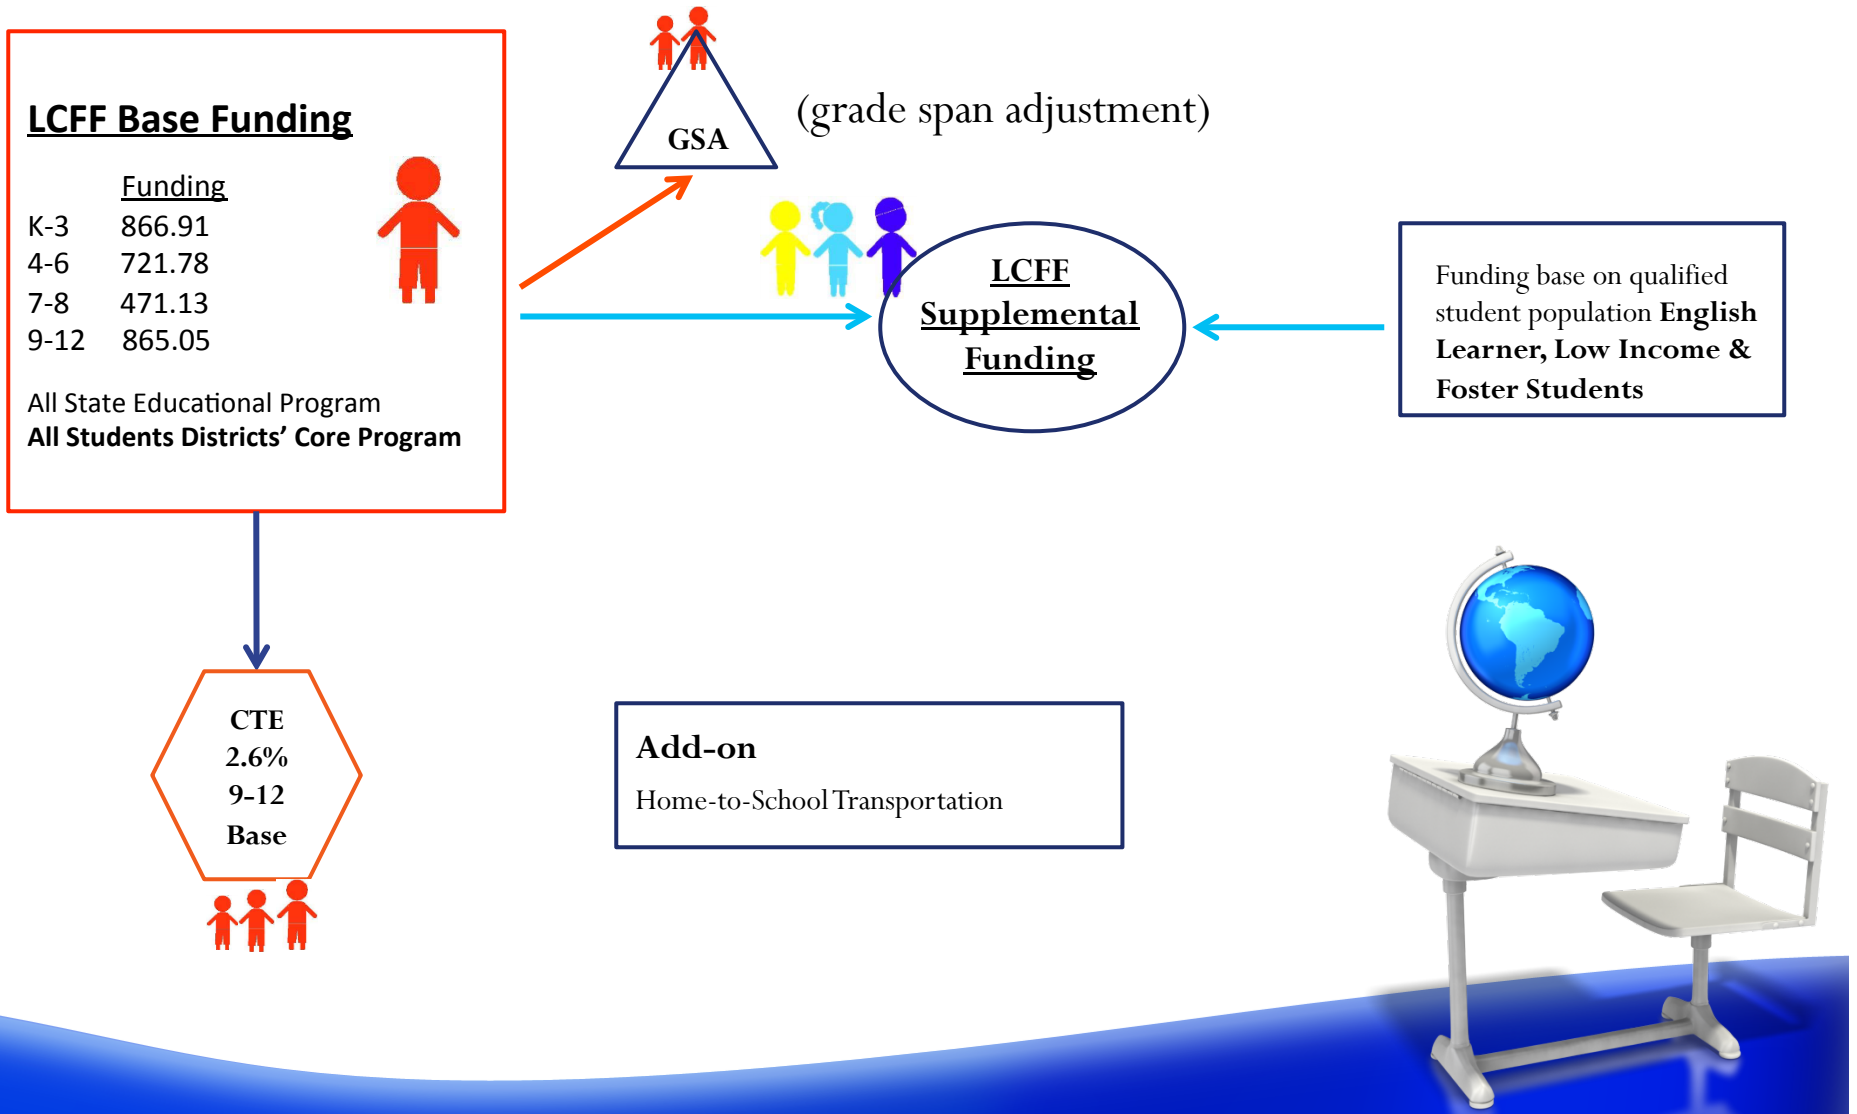 LCFF Base Funding
Funding
K-3 866.91
4-6 721.78
7-8 471.13
9-12 865.05
All State Educational Program
All Students Districts’ Core Program
GSA
(grade span adjustment)
LCFF
Supplemental
Funding
Funding base on qualified
student population English
Learner, Low Income &
Foster Students
CTE
2.6%
9-12
Base
Add-on
Home-to-School Transportation